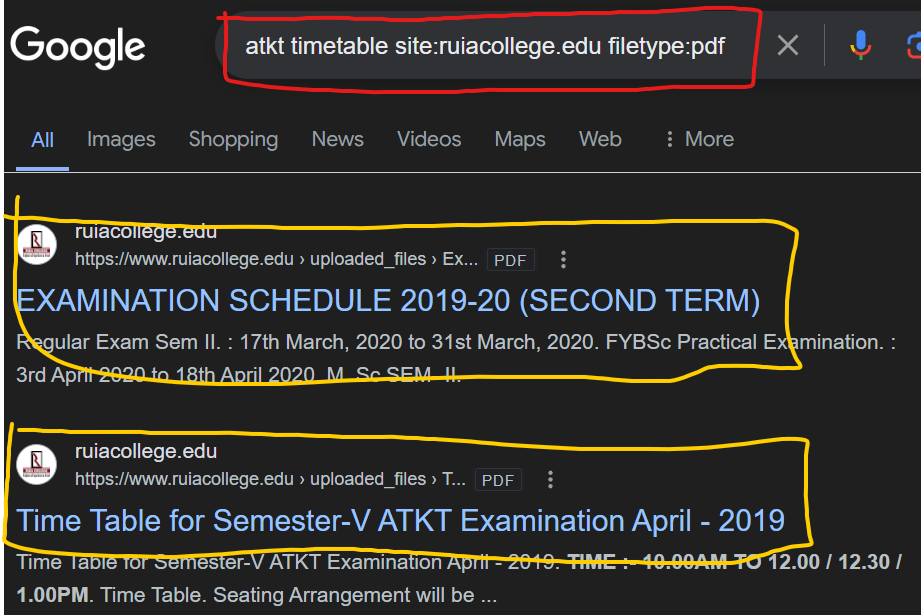 Google
atkt timetable site:ruiacollege.edu filetype:pdf
All Images Shopping News Videos Maps Web More
ruiacollege.edu
https://www.ruiacollege.edu › uploaded_files › Ex... PDF
EXAMINATION SCHEDULE 2019-20 (SECOND TERM)
Regular Exam Sem II. : 17th March, 2020 to 31st March, 2020. FYBSc Practical Examination. :
3rd April 2020 to 18th April 2020. M. Sc SEM -II.
ruiacollege.edu
https://www.ruiacollege.edu › uploaded_files › T... PDF
Time Table for Semester-V ATKT Examination April - 2019
Time Table for Semester-V ATKT Examination April - 2019. TIME :- 10.00AM TO 12.00 / 12.30 /
1.00PM. Time Table. Seating Arrangement will be ...